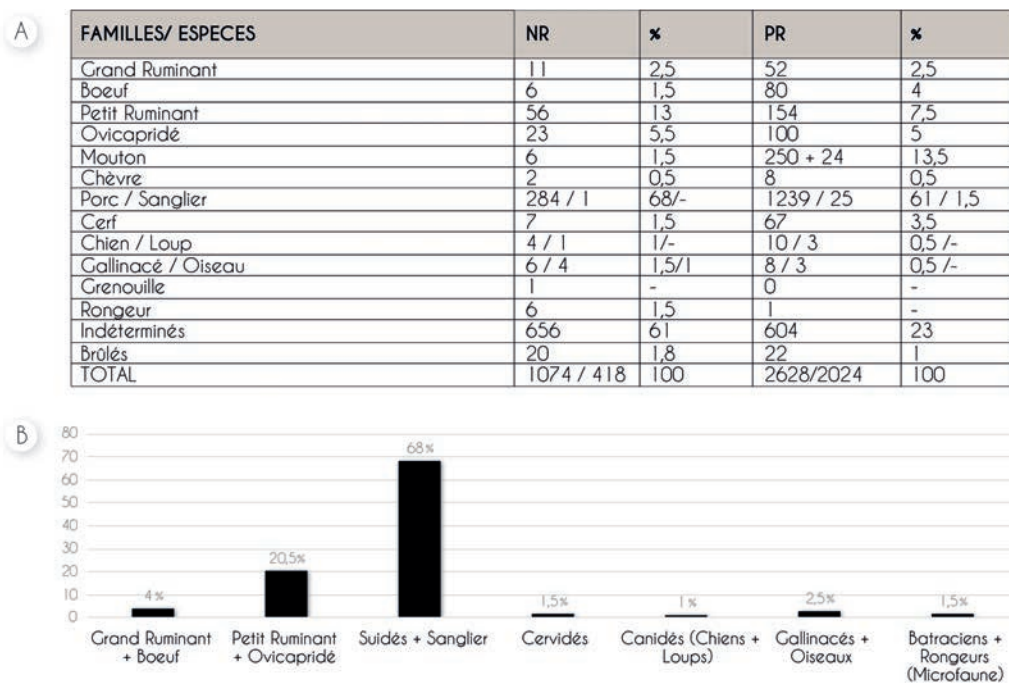 A
FAMILLES/ ESPECES NR % PR %
Grand Ruminant 11 2,5 52 2,5
Boeuf 6 1,5 80 4
Petit Ruminant 56 13 154 7,5
Ovicapridé 23 5,5 100 5
Mouton 6 1,5 250 + 24 13,5
Chèvre 2 0,5 8 0,5
Porc / Sanglier 284 / 1 68/- 1239 / 25 61 / 1,5
Cerf 7 1,5 67 3,5
Chien / Loup 4 / 1 1/- 10 / 3 0,5 /-
Gallinacé / Oiseau 6 / 4 1,5/1 8 / 3 0,5 /-
Grenouille 1 - 0 -
Rongeur 6 1,5 1 -
Indéterminés 656 61 604 23
Brûlés 20 1,8 22 1
TOTAL 1074 / 418 100 2628/2024 100
B
80
70
60
50
40
30
20
10
0
4%
20,5%
68%
1,5%
1%
2,5%
1,5%
Grand Ruminant
+ Boeuf
Petit Ruminant
+ Ovicapridé
Suidés + Sanglier
Cervidés
Canidés (Chiens +
Loups)
Gallinacés +
Oiseaux
Batraciens +
Rongeurs
(Microfaune)